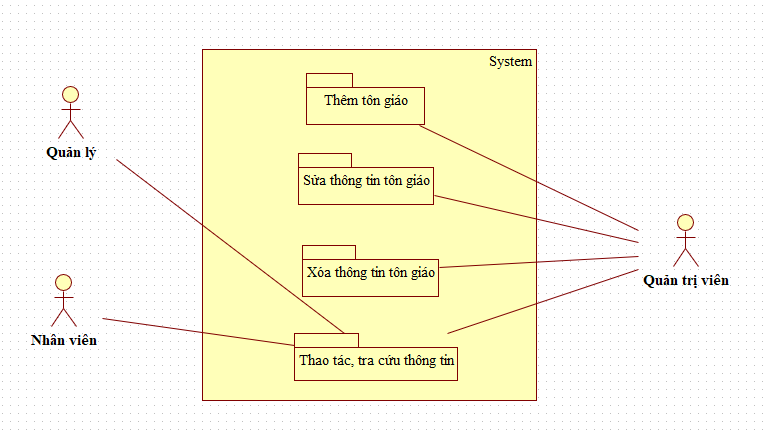 System
Thêm tôn giáo
Quản lý
Sửa thông tin tôn giáo
Xóa thông tin tôn giáo
Quản trị viên
Nhân viên
Thao tác, tra cứu thông tin